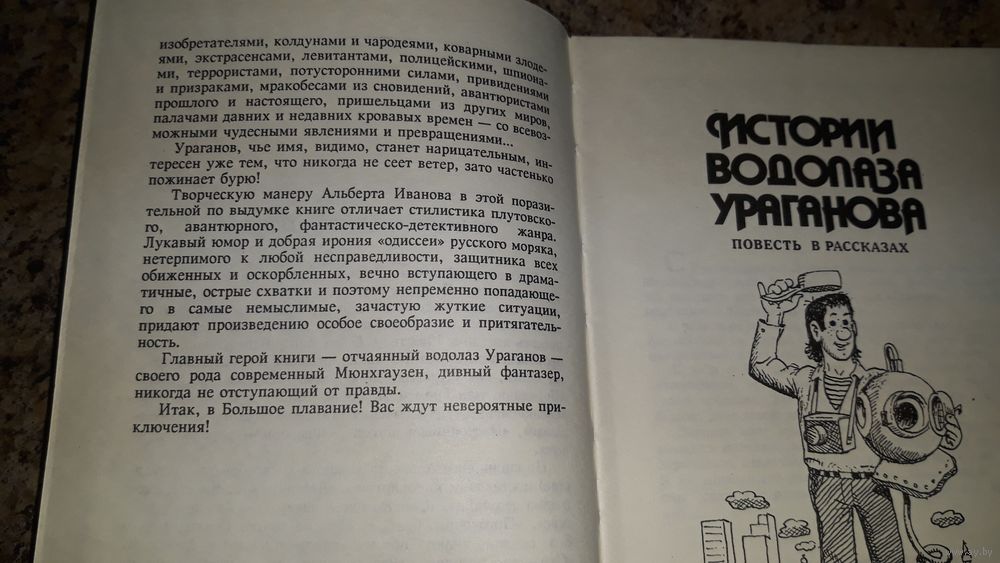 изобретателями, колдунами и чародеями, коварными злоде-
ями, экстрасенсами, левитантами, полицейскими, шпиона-
ми, террористами, потусторонними силами, привидениями
и призраками, мракобесами из сновидений, авантюристами
прошлого и настоящего, пришельцами из других миров,
палачами давних и недавних кровавых времен — со всевоз-
можными чудесными явлениями и превращениями...
Ураганов, чье имя, видимо, станет нарицательным, ин-
тересен уже тем, что никогда не сеет ветер, зато частенько
пожинает бурю!
Творческую манеру Альберта Иванова в этой порази-
тельной по выдумке книге отличает стилистика плутовско-
го, авантюрного, фантастическо-детективного жанра.
Лукавый юмор и добрая ирония «одиссеи» русского моряка,
нетерпимого к любой несправедливости, защитника всех
обиженных и оскорбленных, вечно вступающего в драма-
тичные, острые схватки и поэтому непременно попадающе-
го в самые немыслимые, зачастую жуткие ситуации,
придают произведению особое своеобразие и притягатель-
ность.
Главный герой книги — отчаянный водолаз Ураганов —
своего рода современный Мюнхгаузен, дивный фантазер,
никогда не отступающий от правды.
Итак, в Большое плавание! Вас ждут невероятные при-
ключения!
ИСТОРИИ
ВОДОЛАЗА
УРАГАНОВА
ПОВЕСТЬ В РАССКАЗАХ